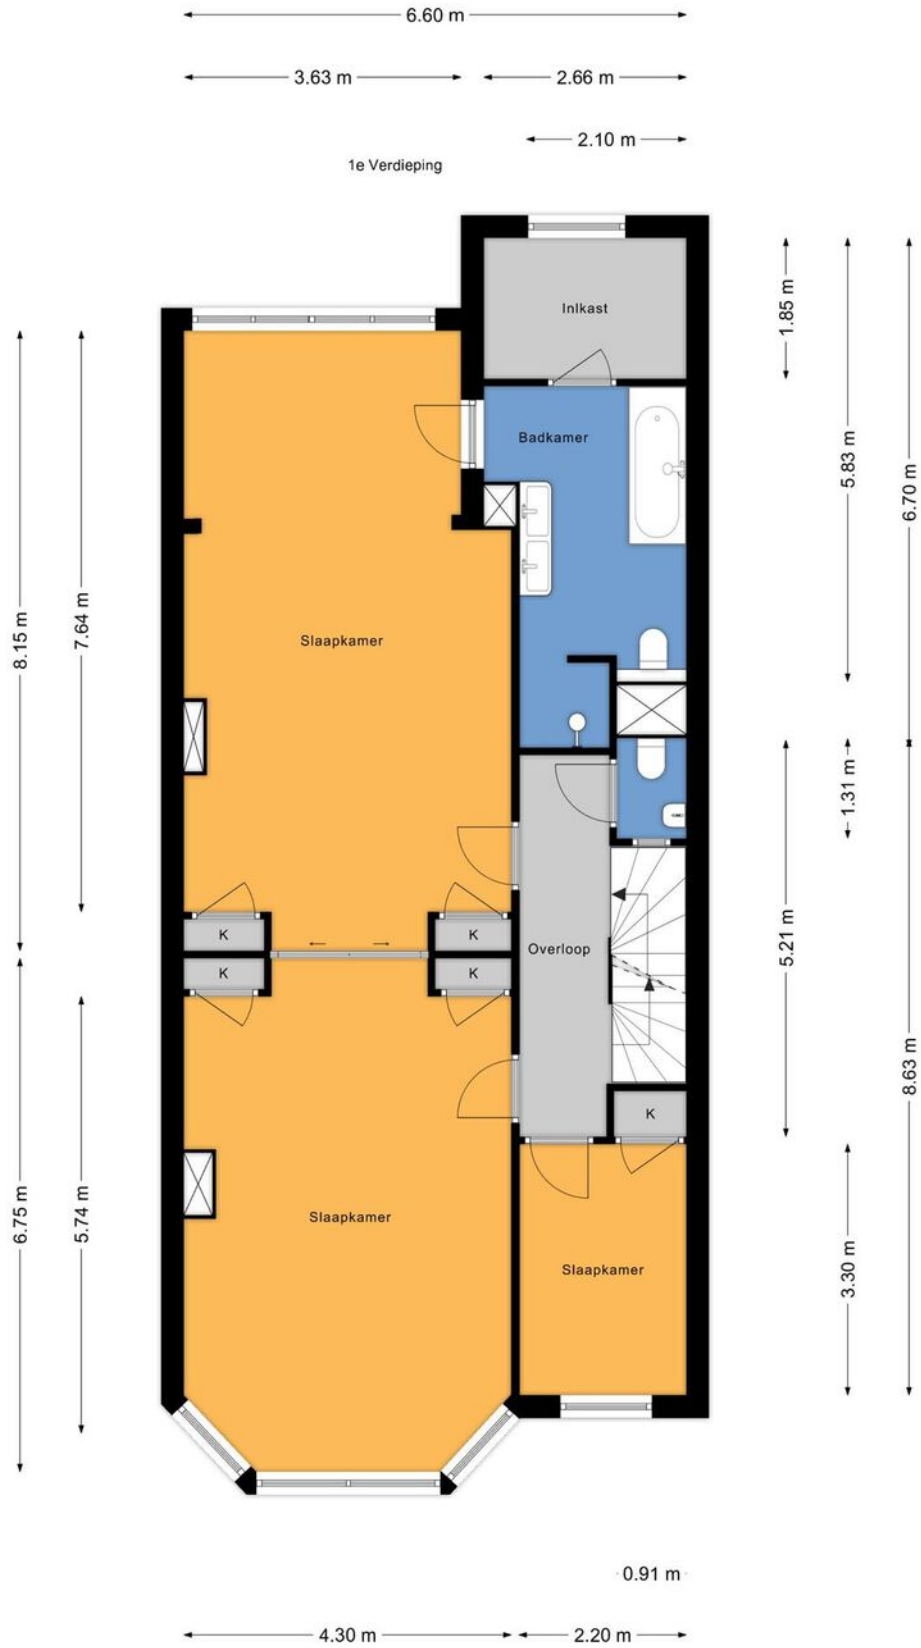 6.60 m
3.63 m
2.66 m
2.10 m
1e Verdieping
Inlkast
1.85 m
Badkamer
5.83 m
6.70 m
8.15 m
7.64 m
Slaapkamer
1.31 m
K
K
Overloop
5.21 m
K
K
8.63 m
K
6.75 m
5.74 m
Slaapkamer
Slaapkamer
3.30 m
0.91 m
4.30 m
2.20 m